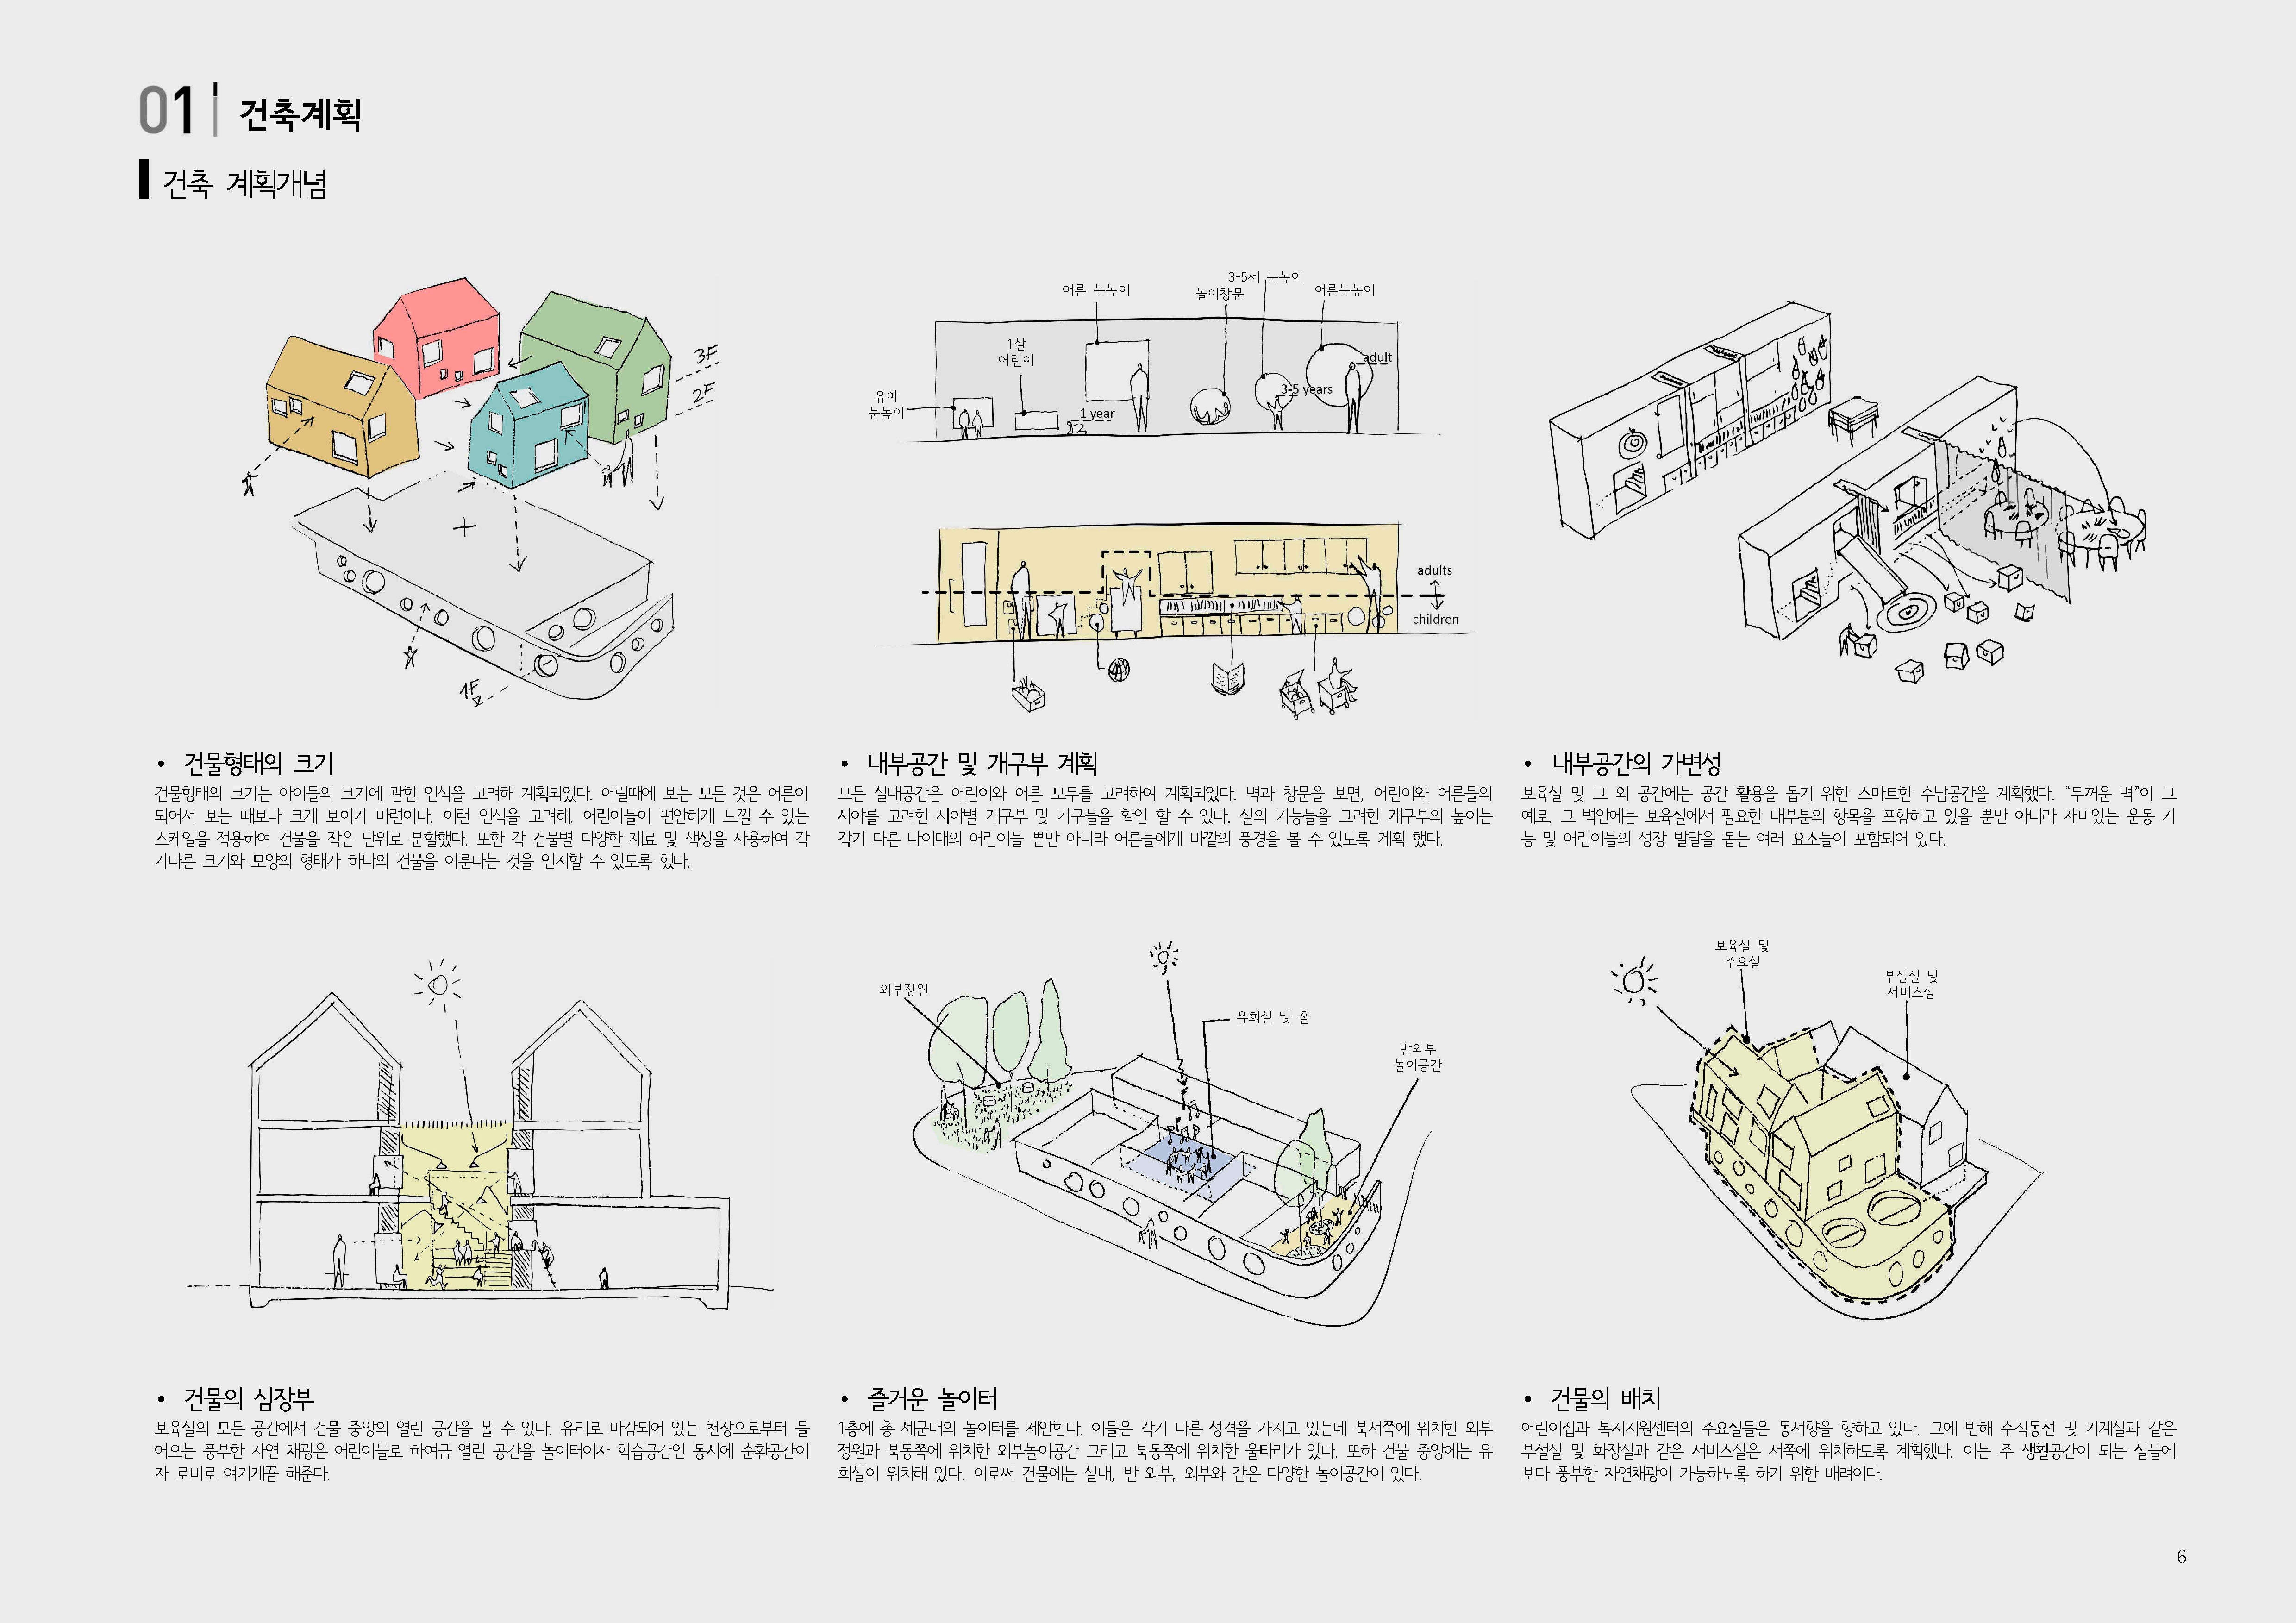 01 건축계획
건축 계획개념
3F
2F
1F
어른 눈높이
놀이창문
3-5세 눈높이
어른눈높이
1살
어린이
유아
눈높이
1 year
3-5 years
adult
adults
children
• 건물형태의 크기
건물형태의 크기는 아이들의 크기에 관한 인식을 고려해 계획되었다. 어릴때에 보는 모든 것은 어른이
되어서 보는 때보다 크게 보이기 마련이다. 이런 인식을 고려해, 어린이들이 편안하게 느낄 수 있는
스케일을 적용하여 건물을 작은 단위로 분할했다. 또한 각 건물별 다양한 재료 및 색상을 사용하여 각
기다른 크기와 모양의 형태가 하나의 건물을 이룬다는 것을 인지할 수 있도록 했다.
• 내부공간 및 개구부 계획
모든 실내공간은 어린이와 어른 모두를 고려하여 계획되었다. 벽과 창문을 보면, 어린이와 어른들의
시야를 고려한 시야별 개구부 및 가구들을 확인 할 수 있다. 실의 기능들을 고려한 개구부의 높이는
각기 다른 나이대의 어린이들 뿐만 아니라 어른들에게 바깥의 풍경을 볼 수 있도록 계획 했다.
• 내부공간의 가변성
보육실 및 그 외 공간에는 공간 활용을 돕기 위한 스마트한 수납공간을 계획했다. “두꺼운 벽”이 그
예로, 그 벽안에는 보육실에서 필요한 대부분의 항목을 포함하고 있을 뿐만 아니라 재미있는 운동 기
능 및 어린이들의 성장 발달을 돕는 여러 요소들이 포함되어 있다.
외부정원
유희실 및 홀
반외부
놀이공간
보육실 및
주요실
부설실 및
서비스실
• 건물의 심장부
보육실의 모든 공간에서 건물 중앙의 열린 공간을 볼 수 있다. 유리로 마감되어 있는 천장으로부터 들
어오는 풍부한 자연 채광은 어린이들로 하여금 열린 공간을 놀이터이자 학습공간인 동시에 순환공간이
자 로비로 여기게끔 해준다.
• 즐거운 놀이터
1층에 총 세군대의 놀이터를 제안한다. 이들은 각기 다른 성격을 가지고 있는데 북서쪽에 위치한 외부
정원과 북동쪽에 위치한 외부놀이공간 그리고 북동쪽에 위치한 울타리가 있다. 또하 건물 중앙에는 유
희실이 위치해 있다. 이로써 건물에는 실내, 반 외부, 외부와 같은 다양한 놀이공간이 있다.
• 건물의 배치
어린이집과 복지지원센터의 주요실들은 동서향을 향하고 있다. 그에 반해 수직동선 및 기계실과 같은
부설실 및 화장실과 같은 서비스실은 서쪽에 위치하도록 계획했다. 이는 주 생활공간이 되는 실들에
보다 풍부한 자연채광이 가능하도록 하기 위한 배려이다.
6